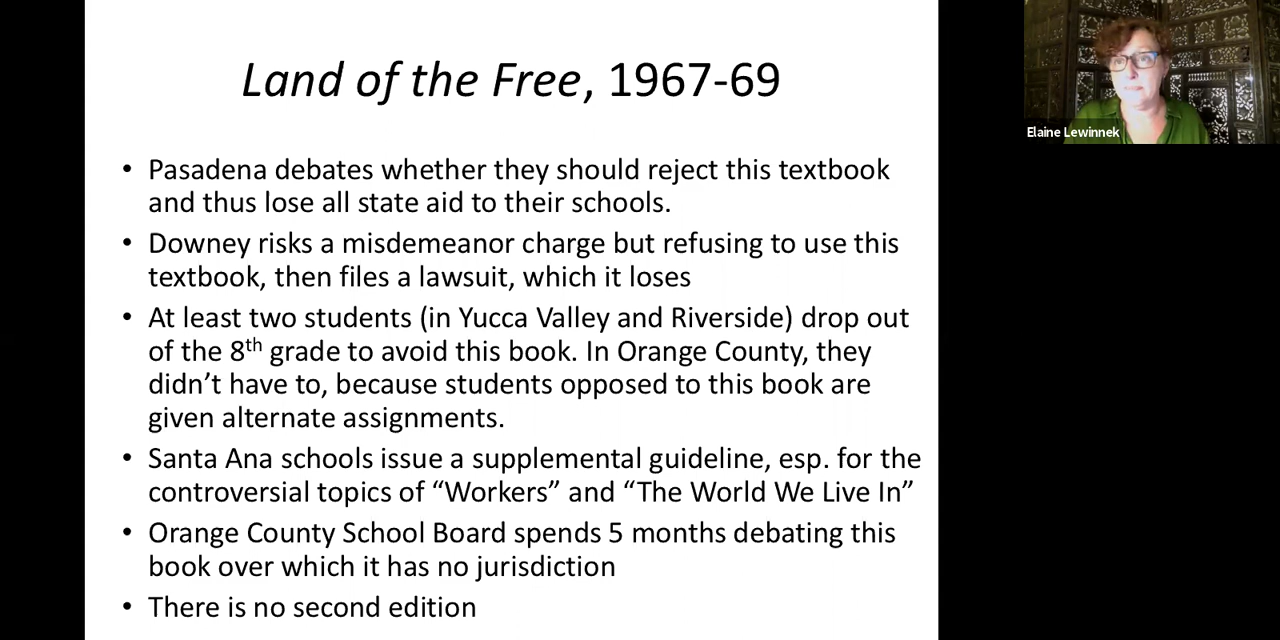 Land of the Free, 1967-69
• Pasadena debates whether they should reject this textbook
and thus lose all state aid to their schools.
• Downey risks a misdemeanor charge but refusing to use this
textbook, then files a lawsuit, which it loses
• At least two students (in Yucca Valley and Riverside) drop out
of the 8th grade to avoid this book. In Orange County, they
didn’t have to, because students opposed to this book are
given alternate assignments.
• Santa Ana schools issue a supplemental guideline, esp. for the
controversial topics of “Workers” and “The World We Live In”
• Orange County School Board spends 5 months debating this
book over which it has no jurisdiction
• There is no second edition
Elaine Lewinnek